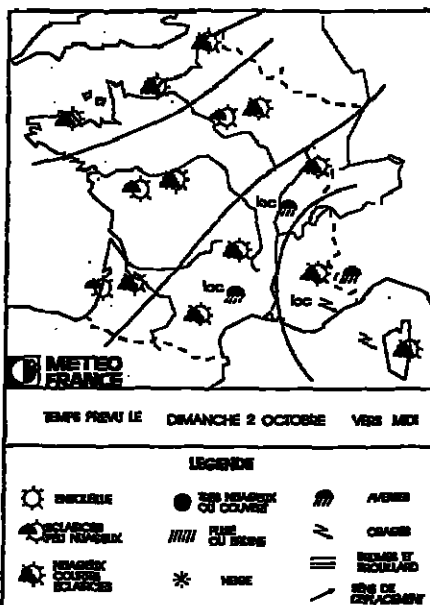 loc
loc
loc
METEO
FRANCE
TEMPS PREVU LE DIMANCHE 2 OCTOBRE VERS MIDI
LEGENDE
ENSOLEILLE
ECLAIRCIES
PEU NUAGEUX
NUAGEUX
COURTES
ECLAIRCIES
TRES NUAGEUX
OU COUVERT
PLUIE
OU BRUINE
NEIGE
AVERSES
ORAGES
BRUMES ET
BROUILLARD
SENS DE
DEPLACEMENT